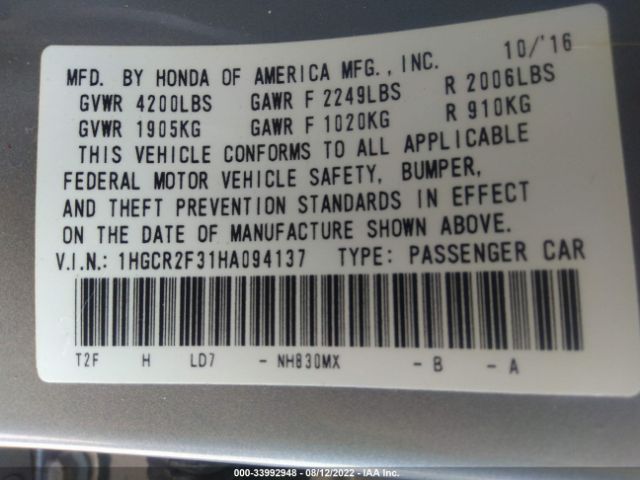 10/'16
MFD. BY HONDA OF AMERICA MFG., INC.
GVWR 4200LBS GAWR F 2249LBS R 2006LBS
GVWR 1905KG GAWR F 1020KG R 910KG
THIS VEHICLE CONFORMS TO ALL APPLICABLE
FEDERAL MOTOR VEHICLE SAFETY, BUMPER,
AND THEFT PREVENTION STANDARDS IN EFFECT
ON THE DATE OF MANUFACTURE SHOWN ABOVE.
V.I.N.: 1HGCR2F31HA094137 TYPE: PASSENGER CAR
T2F H LD7 - NH830MX - B - A
000-33992948 - 08/12/2022 - IAA Inc.